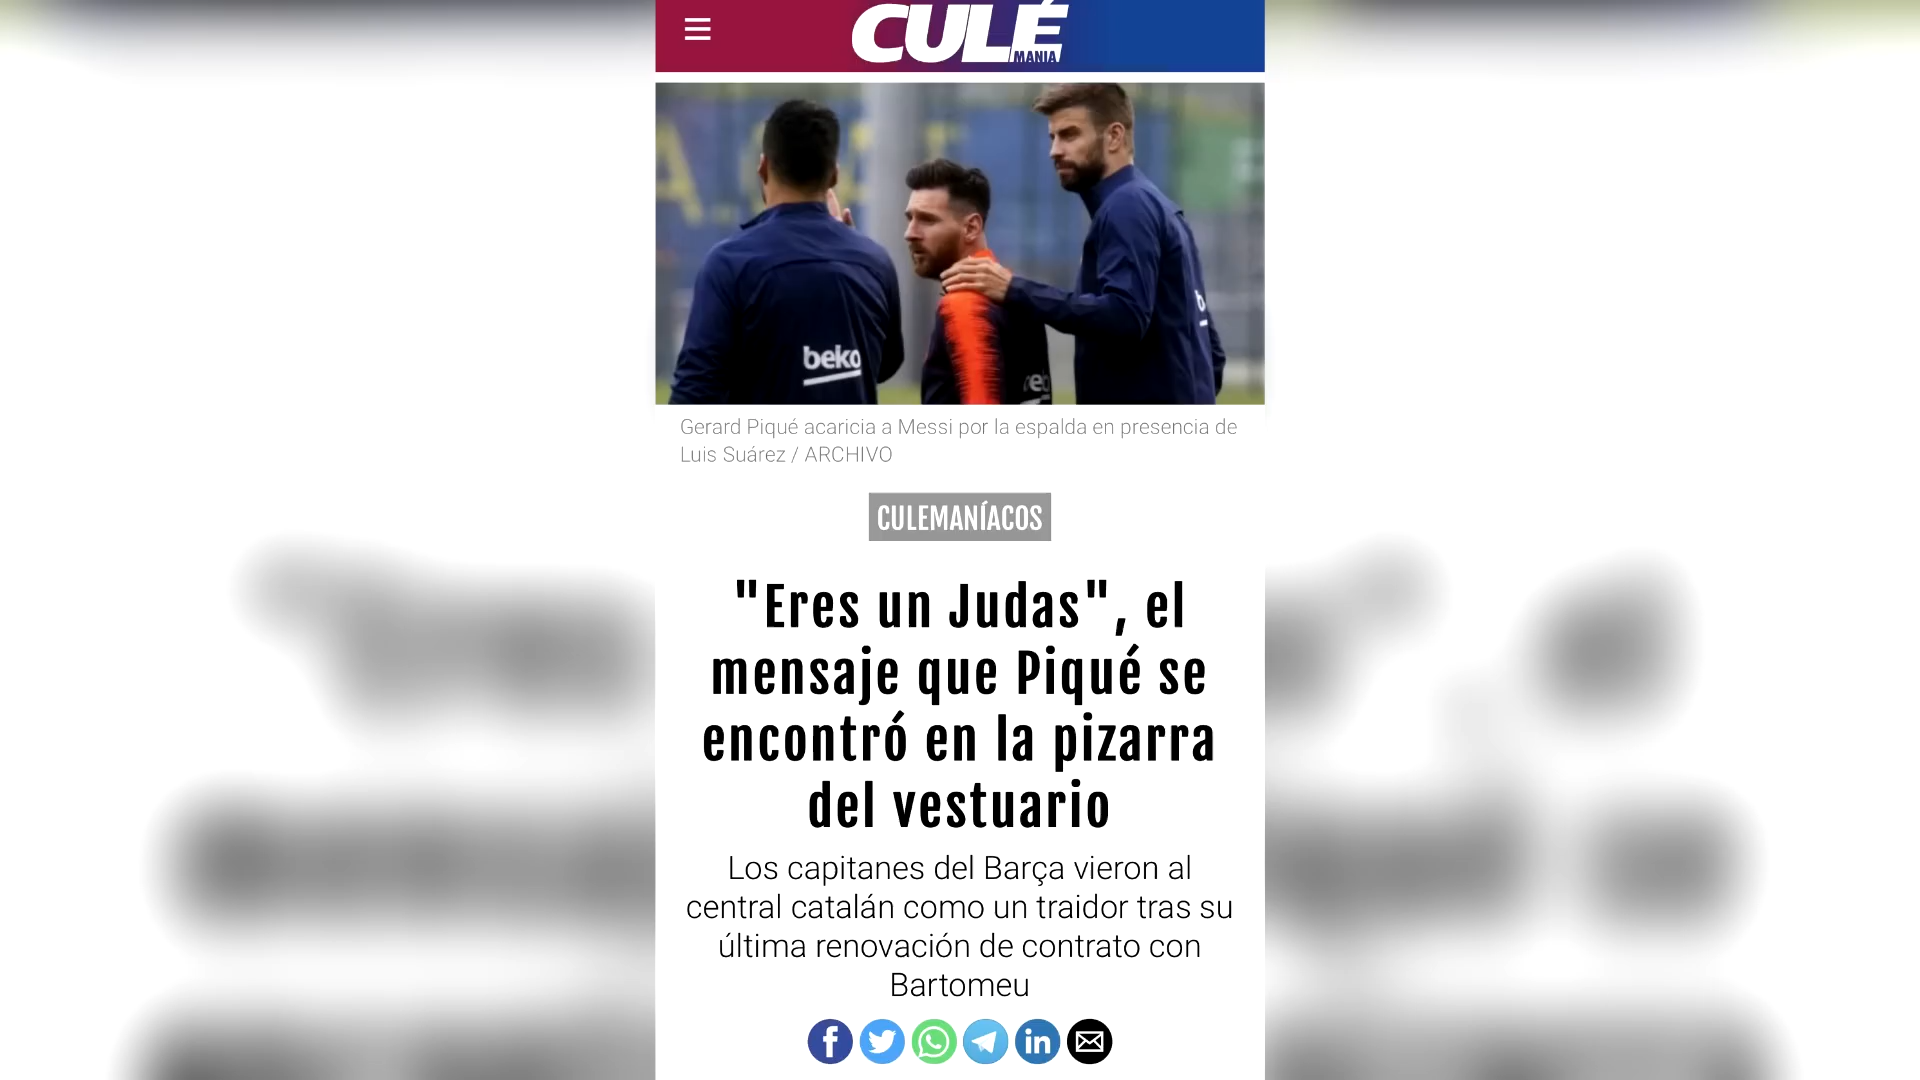 CULÉ
MANIA
beko
Gerard Piqué acaricia a Messi por la espalda en presencia de
Luis Suárez / ARCHIVO
CULEMANÍACOS
"Eres un Judas", el
mensaje que Piqué se
encontró en la pizarra
del vestuario
Los capitanes del Barça vieron al
central catalán como un traidor tras su
última renovación de contrato con
Bartomeu